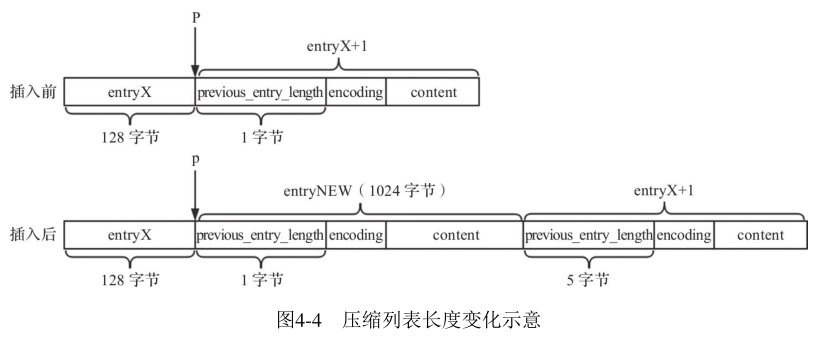 P
entryX+1
插入前 entryX previous_entry_length encoding content
128 字节 1 字节
p
entryNEW（1024 字节） entryX+1
插入后 entryX previous_entry_length encoding content previous_entry_length encoding content
128 字节 1 字节 5 字节
图4-4 压缩列表长度变化示意